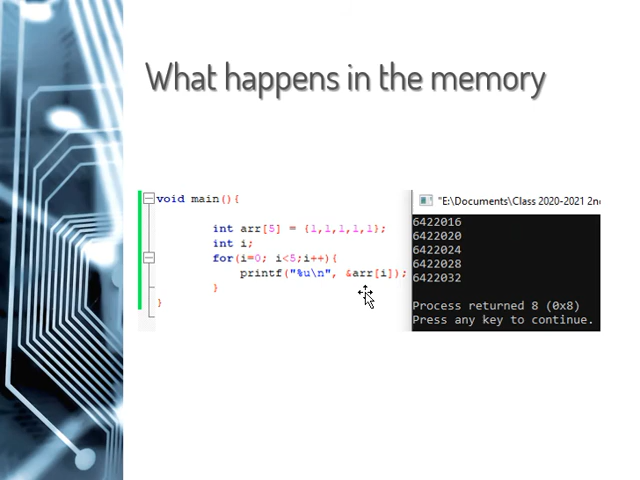 What happens in the memory
void main(){
int arr[5] = {1,1,1,1,1};
int i;
for(i=0; i<5;i++){
printf("%u\n", &arr[i]);
}
}
"E:\Documents\Class 2020-2021 2n
6422016
6422020
6422024
6422028
6422032
Process returned 8 (0x8)
Press any key to continue.